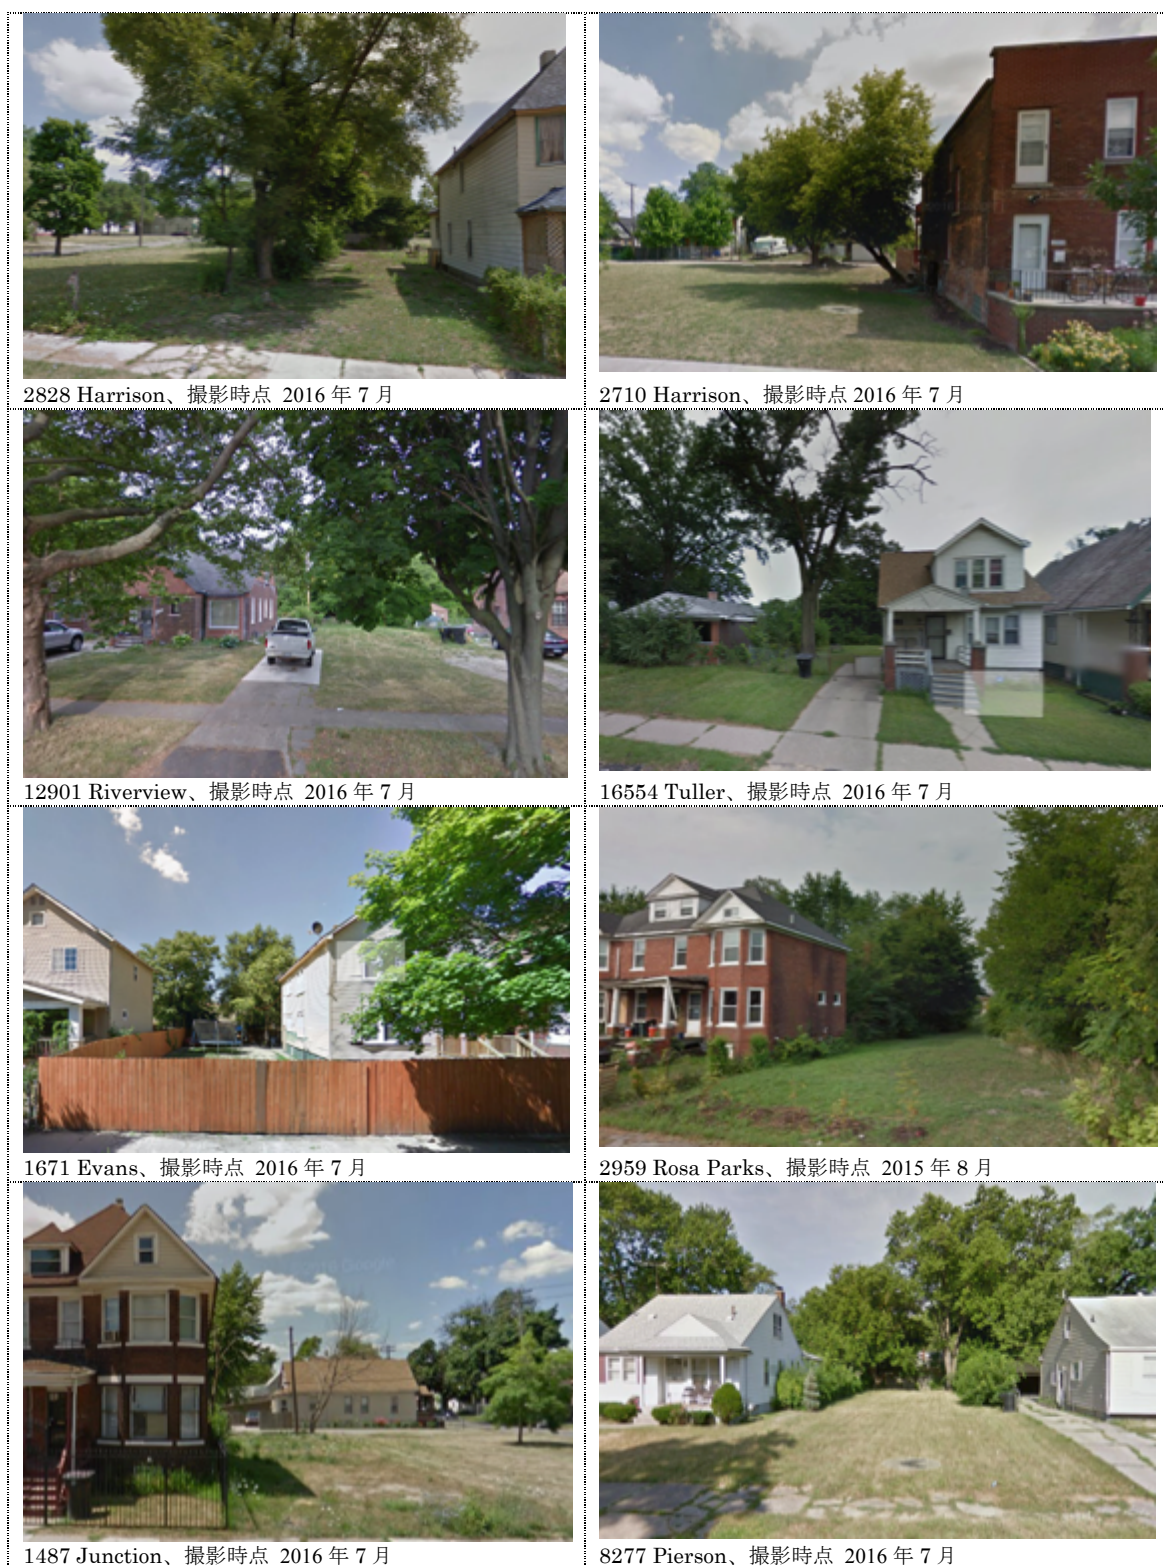 2828 Harrison、撮影時点 2016 年 7 月
2710 Harrison、撮影時点 2016 年 7 月
12901 Riverview、撮影時点 2016 年 7 月
16554 Tuller、撮影時点 2016 年 7 月
1671 Evans、撮影時点 2016 年 7 月
2959 Rosa Parks、撮影時点 2015 年 8 月
1487 Junction、撮影時点 2016 年 7 月
8277 Pierson、撮影時点 2016 年 7 月